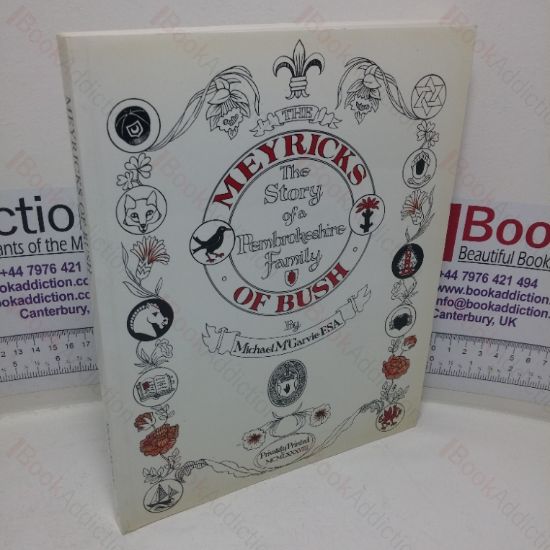 THE
MEYRICKS
The
Story
of a
Pembrokeshire
Family
OF BUSH
By
Michael McGarvie FSA
Privately Printed
MCMLXXXVIII
MEYRICKS OF BUSH
ction
ants of the M
+44 7976 421
ookaddiction.co
Canterbury,
Boo
Beautiful Book
+44 7976 421 494
www.bookaddiction.c
info@bookaddiction.c
Canterbury, UK
BookAddiction